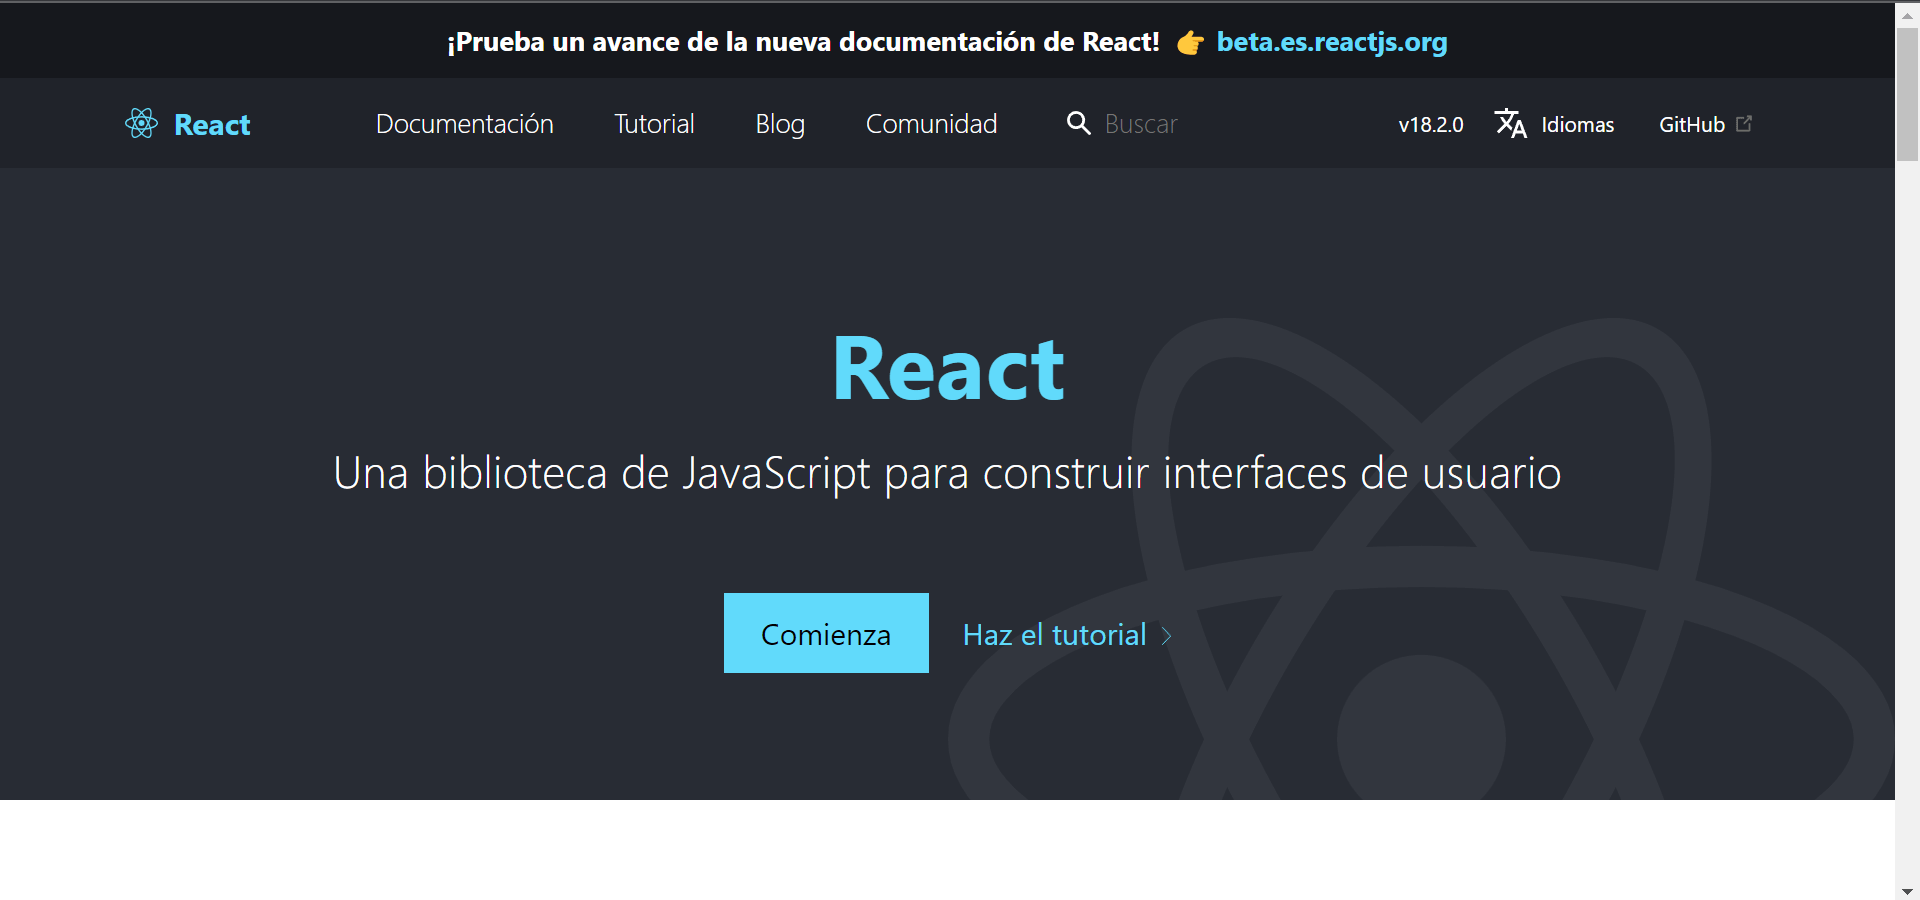 ¡Prueba un avance de la nueva documentación de React! 👉 beta.es.reactjs.org
React Documentación Tutorial Blog Comunidad Buscar v18.2.0 Idiomas GitHub
React
Una biblioteca de JavaScript para construir interfaces de usuario
Comienza Haz el tutorial